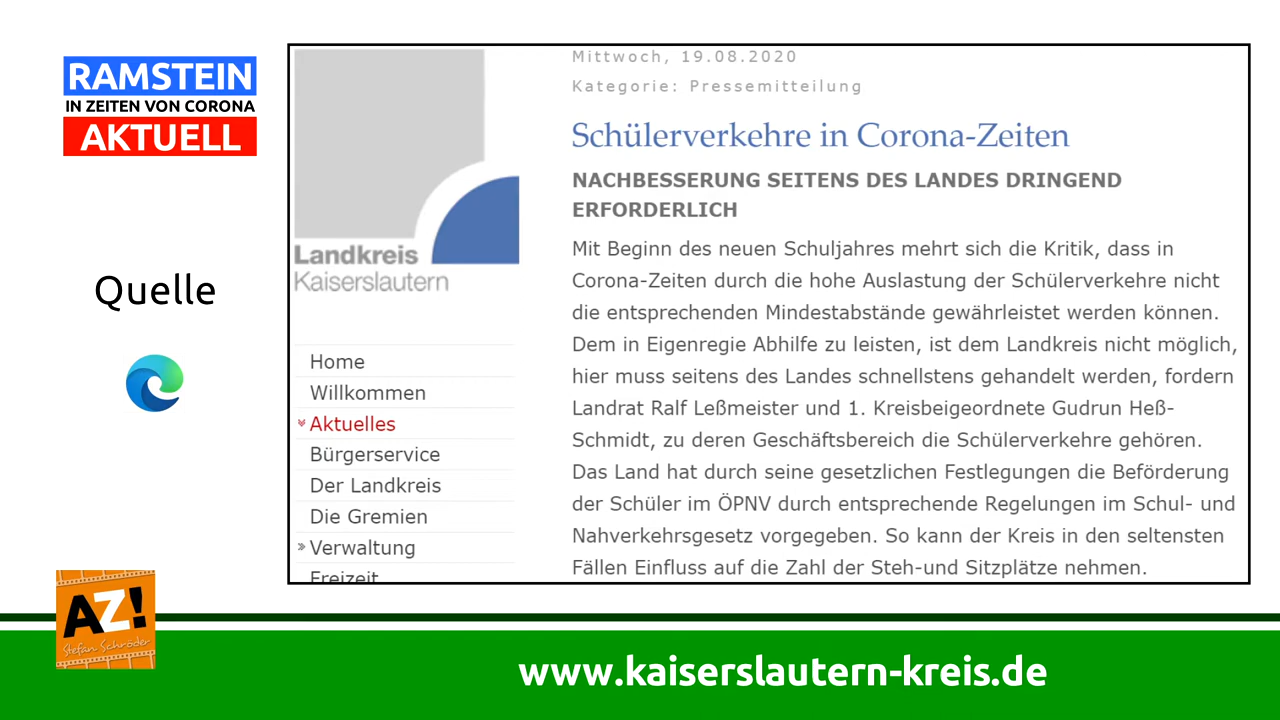 RAMSTEIN
IN ZEITEN VON CORONA
AKTUELL
Quelle
AZ!
Stefan Schröder
Landkreis
Kaiserslautern
Home
Willkommen
Aktuelles
Bürgerservice
Der Landkreis
Die Gremien
Verwaltung
Freizeit
Mittwoch, 19.08.2020
Kategorie: Pressemitteilung
Schülerverkehre in Corona-Zeiten
NACHBESSERUNG SEITENS DES LANDES DRINGEND
ERFORDERLICH
Mit Beginn des neuen Schuljahres mehrt sich die Kritik, dass in
Corona-Zeiten durch die hohe Auslastung der Schülerverkehre nicht
die entsprechenden Mindestabstände gewährleistet werden können.
Dem in Eigenregie Abhilfe zu leisten, ist dem Landkreis nicht möglich,
hier muss seitens des Landes schnellstens gehandelt werden, fordern
Landrat Ralf Leßmeister und 1. Kreisbeigeordnete Gudrun Heß-
Schmidt, zu deren Geschäftsbereich die Schülerverkehre gehören.
Das Land hat durch seine gesetzlichen Festlegungen die Beförderung
der Schüler im ÖPNV durch entsprechende Regelungen im Schul- und
Nahverkehrsgesetz vorgegeben. So kann der Kreis in den seltensten
Fällen Einfluss auf die Zahl der Steh-und Sitzplätze nehmen.
www.kaiserslautern-kreis.de